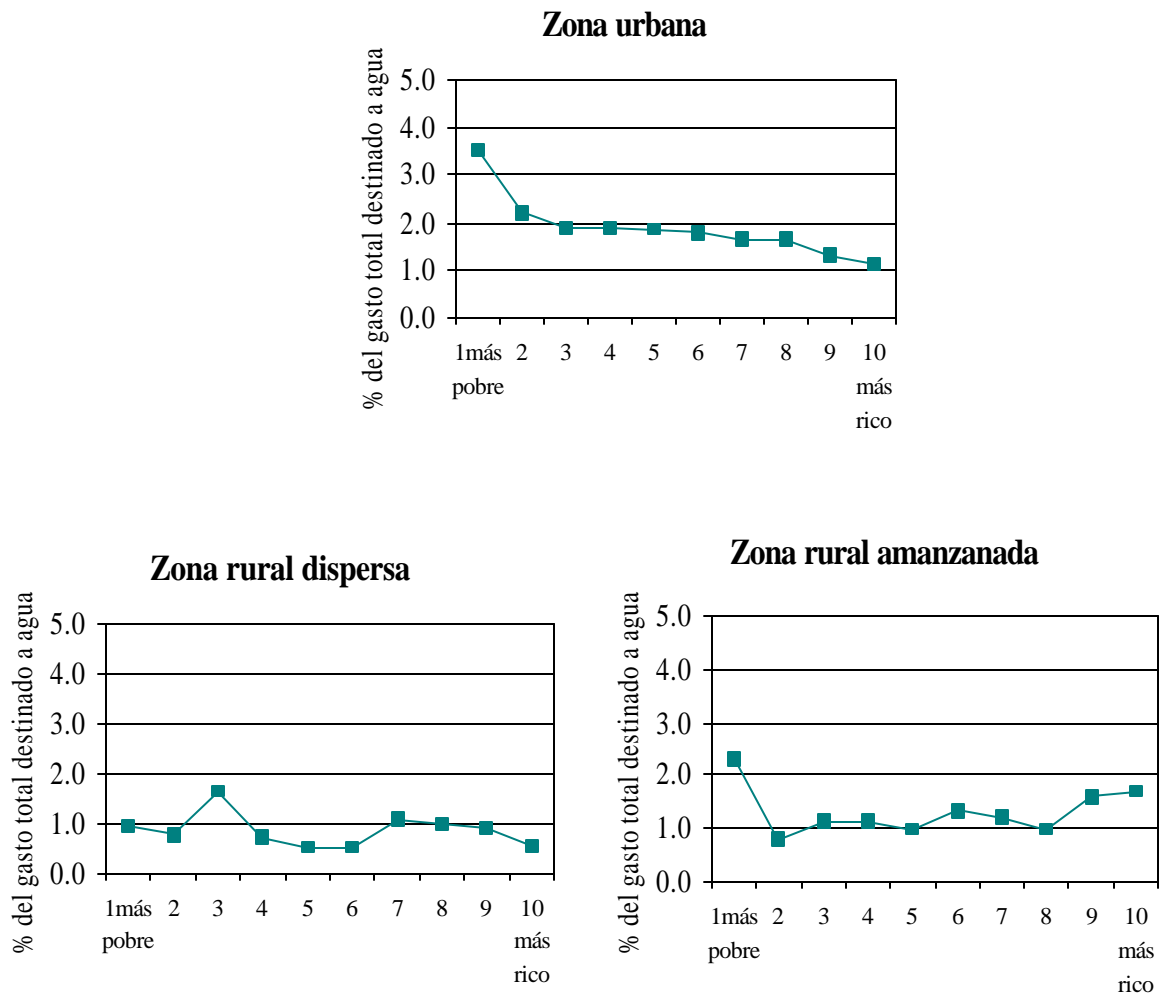 Zona urbana
% del gasto total destinado a agua
5.0
4.0
3.0
2.0
1.0
0.0
1más 2 3 4 5 6 7 8 9 10
pobre más
rico
Zona rural dispersa
% del gasto total destinado a agua
5.0
4.0
3.0
2.0
1.0
0.0
1más 2 3 4 5 6 7 8 9 10
pobre más
rico
Zona rural amanzanada
% del gasto total destinado a agua
5.0
4.0
3.0
2.0
1.0
0.0
1más 2 3 4 5 6 7 8 9 10
pobre más
rico